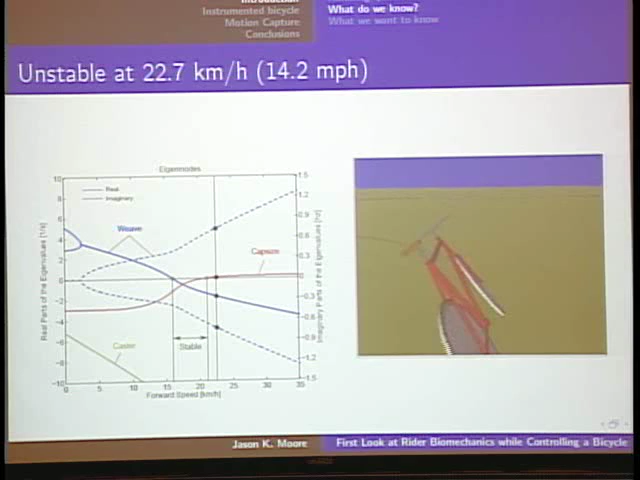 Introduction
Instrumented bicycle
Motion Capture
Conclusions
What do we know?
What we want to know
Unstable at 22.7 km/h (14.2 mph)
Eigenmodes
Real
Imaginary
Weave
Capsize
Caster
Stable
Real Parts of the Eigenvalues [1/s]
Imaginary Parts of the Eigenvalues [hz]
10
8
6
4
2
0
-2
-4
-6
-8
-10
1.5
1.2
0.9
0.6
0.3
0
-0.3
-0.6
-0.9
-1.2
-1.5
0 5 10 15 20 25 30 35
Forward Speed [km/h]
Jason K. Moore
First Look at Rider Biomechanics while Controlling a Bicycle